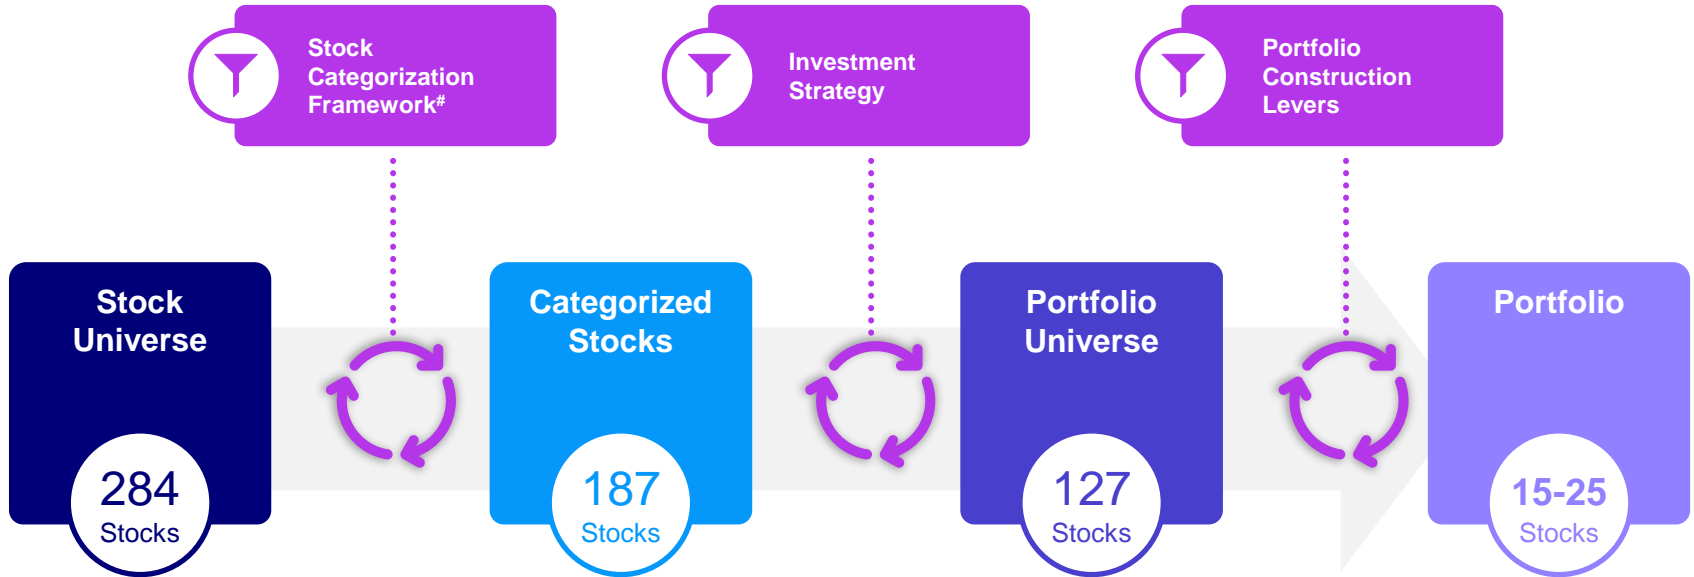 Stock
Categorization
Framework#
Investment
Strategy
Portfolio
Construction
Levers
Stock
Universe
284
Stocks
Categorized
Stocks
187
Stocks
Portfolio
Universe
127
Stocks
Portfolio
15-25
Stocks